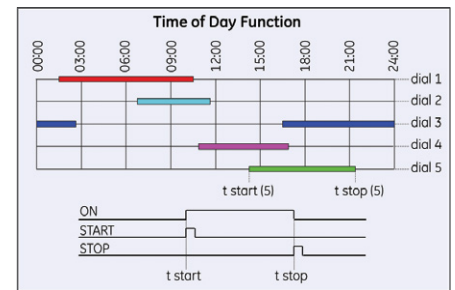 Time of Day Function
00:00 03:00 06:00 09:00 12:00 15:00 18:00 21:00 24:00
dial 1
dial 2
dial 3
dial 4
dial 5
t start (5) t stop (5)
ON
START
STOP
t start t stop